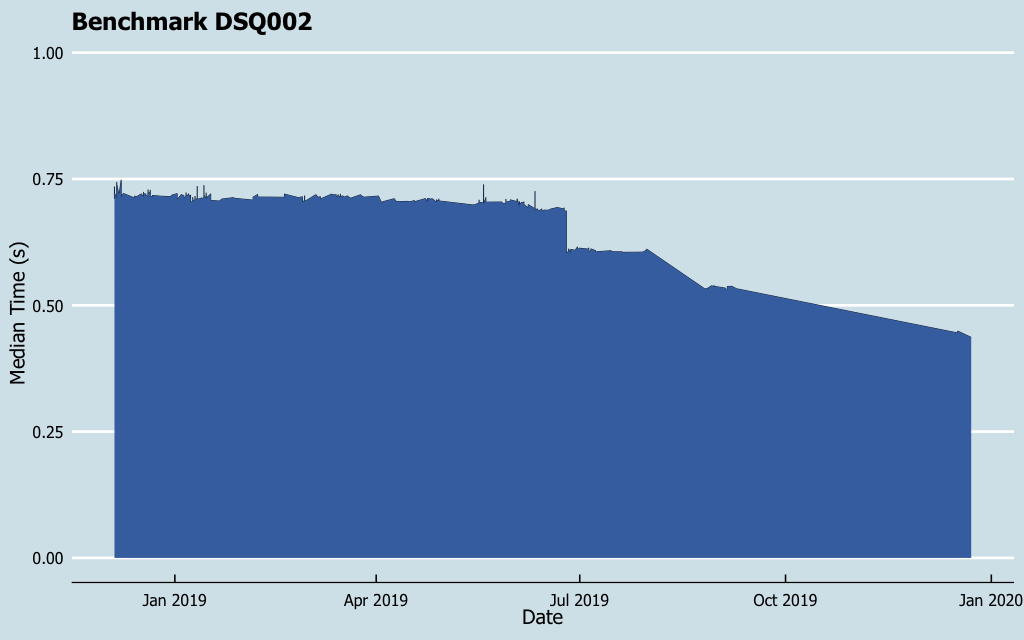 Benchmark DSQ002
1.00
0.75
0.50
0.25
0.00
Median Time (s)
Jan 2019
Apr 2019
Jul 2019
Oct 2019
Jan 2020
Date